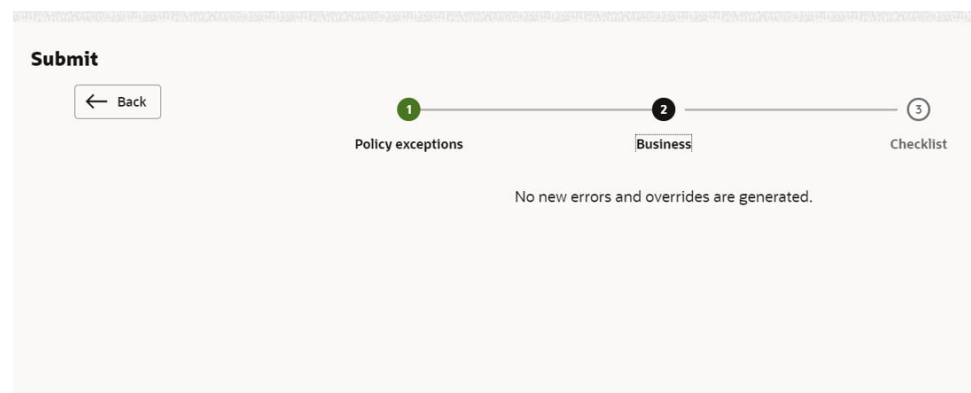 Submit
← Back
1 2 3
Policy exceptions Business Checklist
No new errors and overrides are generated.